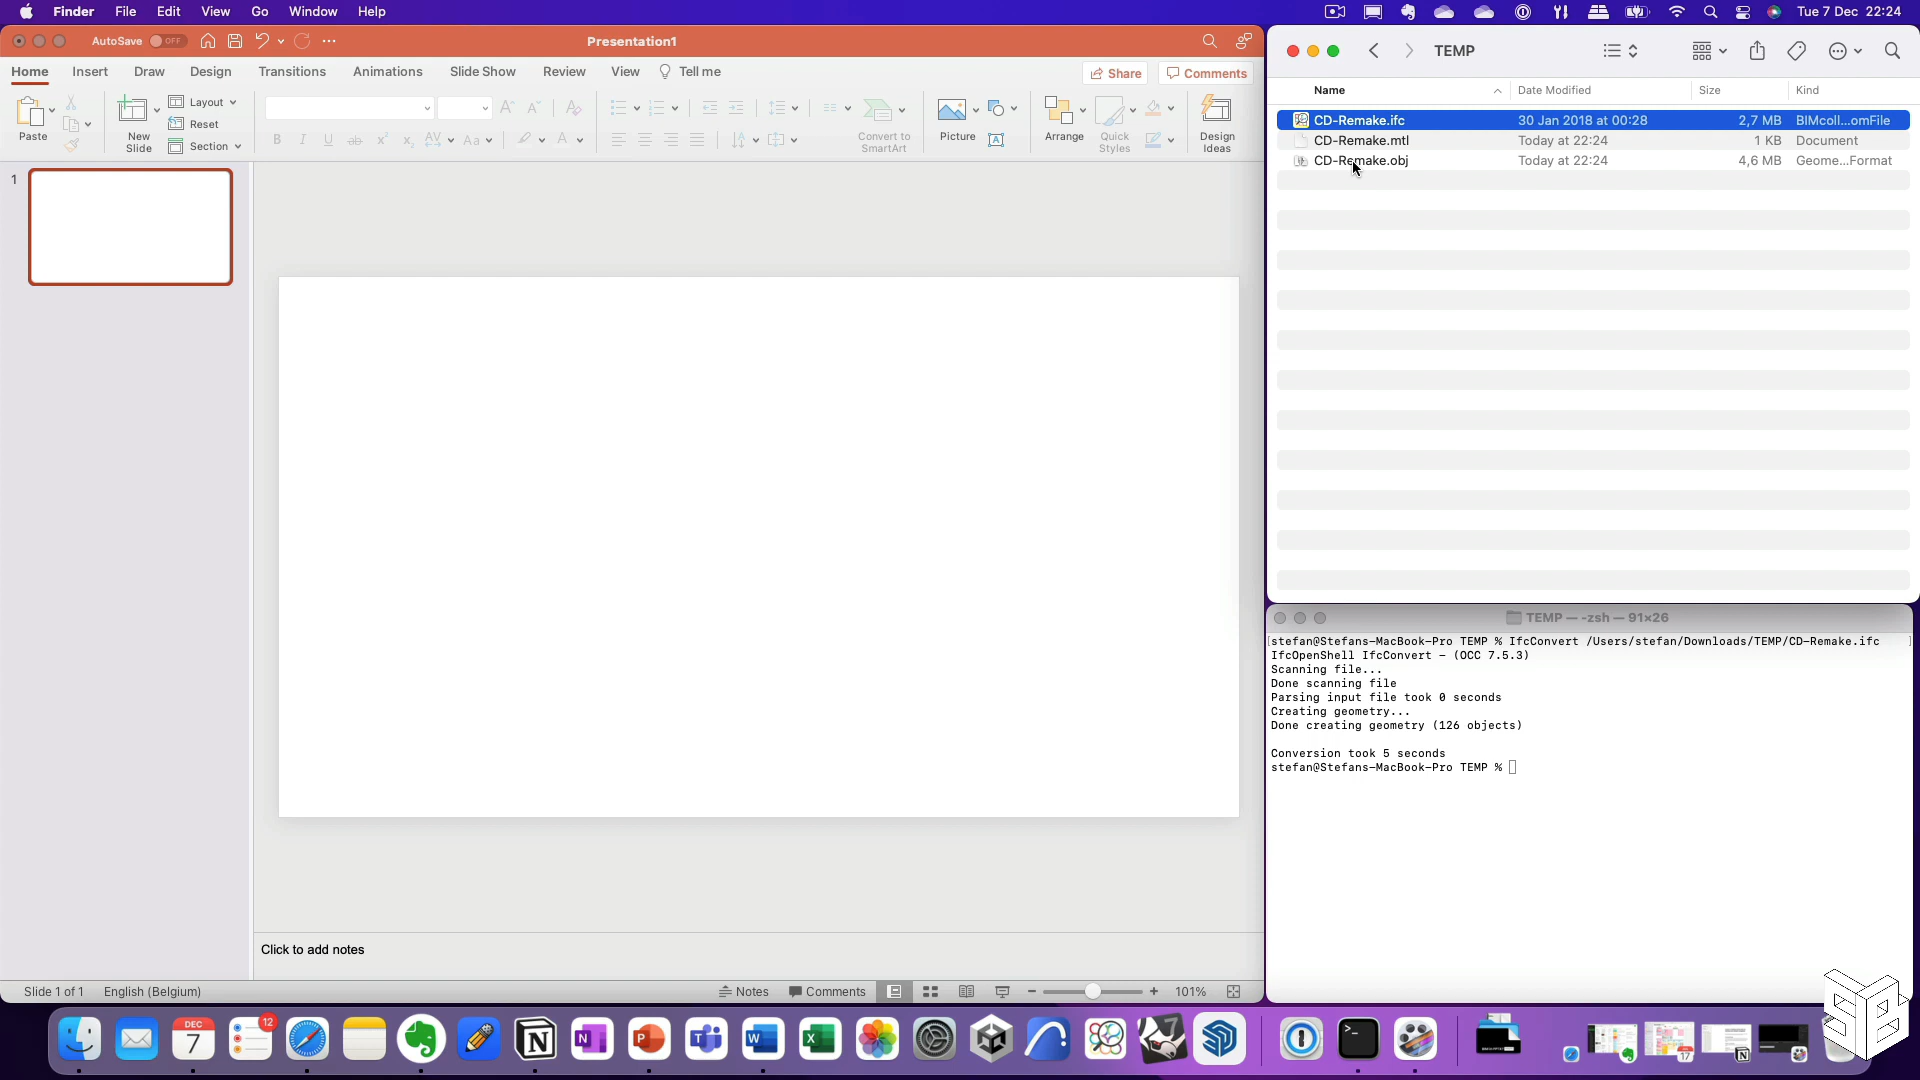 Finder File Edit View Go Window Help
Tue 7 Dec 22:24
AutoSave OFF
Presentation1
Home Insert Draw Design Transitions Animations Slide Show Review View Tell me
Share Comments
Paste
New
Slide
Layout
Reset
Section
Convert to
SmartArt
Picture
Arrange
Quick
Styles
Design
Ideas
1
Click to add notes
Slide 1 of 1 English (Belgium)
Notes Comments 101%
TEMP
Name Date Modified Size Kind
CD-Remake.ifc 30 Jan 2018 at 00:28 2,7 MB BIMcoll...omFile
CD-Remake.mtl Today at 22:24 1 KB Document
CD-Remake.obj Today at 22:24 4,6 MB Geome...Format
TEMP — -zsh — 91×26
stefan@Stefans-MacBook-Pro TEMP % IfcConvert /Users/stefan/Downloads/TEMP/CD-Remake.ifc
IfcOpenShell IfcConvert - (OCC 7.5.3)
Scanning file...
Done scanning file
Parsing input file took 0 seconds
Creating geometry...
Done creating geometry (126 objects)
Conversion took 5 seconds
stefan@Stefans-MacBook-Pro TEMP %
DEC
7
12